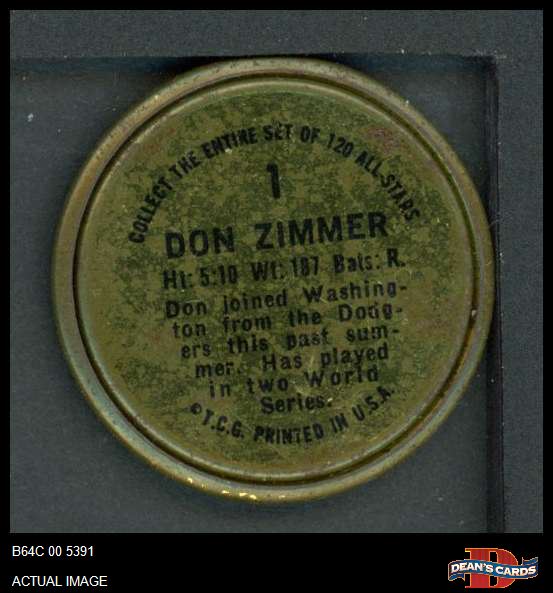 COLLECT THE ENTIRE SET OF 120 ALL-STARS
1
DON ZIMMER
Ht: 5:10 Wt: 187 Bats: R.
Don joined Washing-
ton from the Dodg-
ers this past sum-
mer. Has played
in two World
Series.
©T.C.G. PRINTED IN U.S.A.
B64C 00 5391
ACTUAL IMAGE
D
DEAN'S CARDS